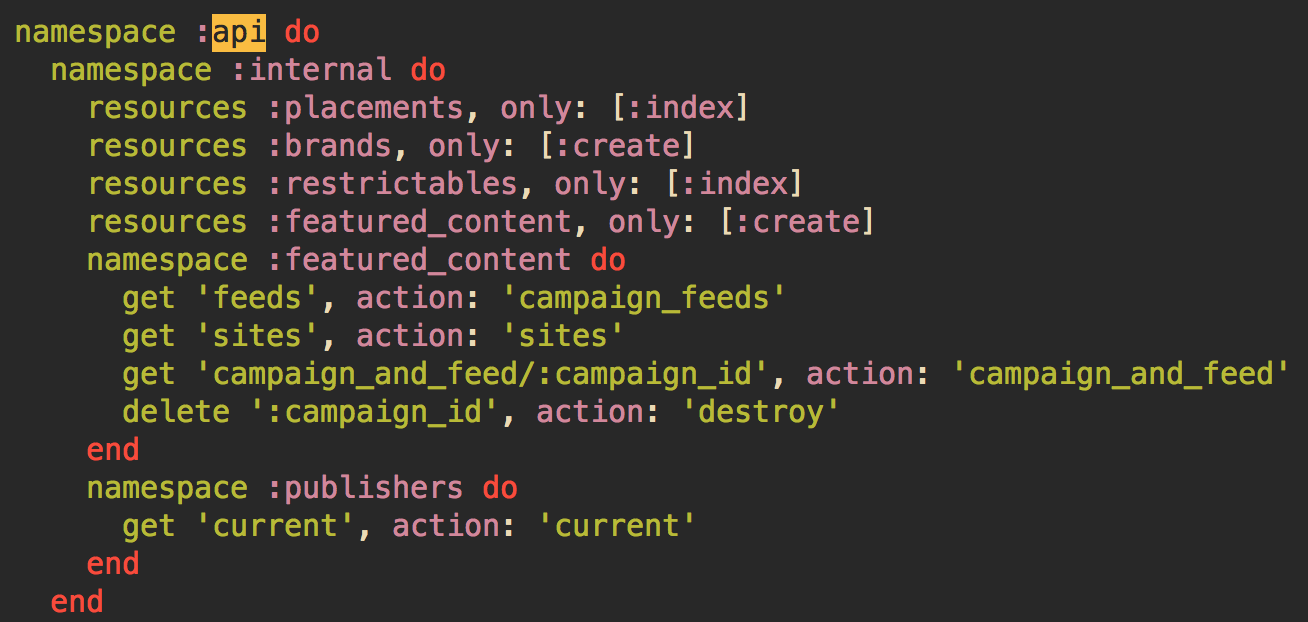 namespace :api do
  namespace :internal do
    resources :placements, only: [:index]
    resources :brands, only: [:create]
    resources :restrictables, only: [:index]
    resources :featured_content, only: [:create]
    namespace :featured_content do
      get 'feeds', action: 'campaign_feeds'
      get 'sites', action: 'sites'
      get 'campaign_and_feed/:campaign_id', action: 'campaign_and_feed'
      delete ':campaign_id', action: 'destroy'
    end
    namespace :publishers do
      get 'current', action: 'current'
    end
  end